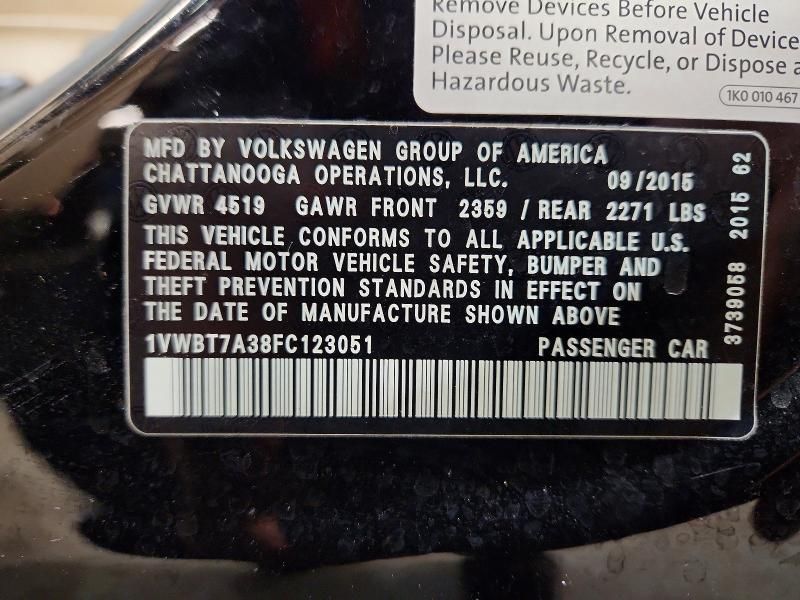 Remove Devices Before Vehicle
Disposal. Upon Removal of Device
Please Reuse, Recycle, or Dispose a
Hazardous Waste.
1K0 010 467
MFD BY VOLKSWAGEN GROUP OF AMERICA
CHATTANOOGA OPERATIONS, LLC. 09/2015
GVWR 4519 GAWR FRONT 2359 / REAR 2271 LBS
THIS VEHICLE CONFORMS TO ALL APPLICABLE U.S.
FEDERAL MOTOR VEHICLE SAFETY, BUMPER AND
THEFT PREVENTION STANDARDS IN EFFECT ON
THE DATE OF MANUFACTURE SHOWN ABOVE
1VWBT7A38FC123051 PASSENGER CAR
3739058 2015 62